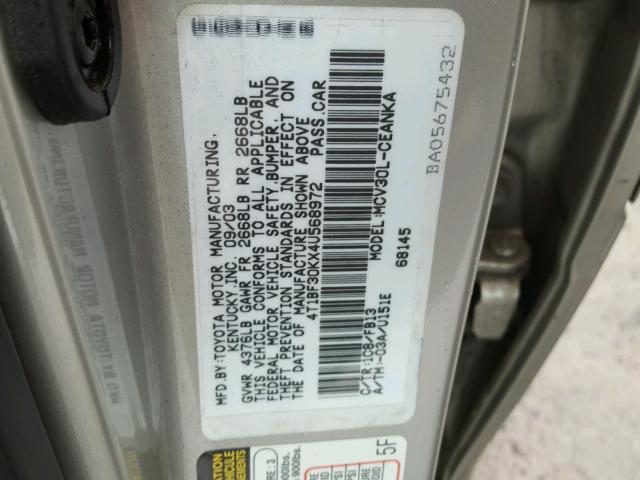 MFD.BY:TOYOTA MOTOR MANUFACTURING,
KENTUCKY,INC. 09/03
GVWR 4376LB GAWR FR 2668LB RR 2668LB
THIS VEHICLE CONFORMS TO ALL APPLICABLE
FEDERAL MOTOR VEHICLE SAFETY,BUMPER, AND
THEFT PREVENTION STANDARDS IN EFFECT ON
THE DATE OF MANUFACTURE SHOWN ABOVE
4T1BF30KX4U568972 PASS.CAR
MODEL:MCV30L-CEANKA
C/TR:1C8/FB13
A/TM:-03A/U151E
68145
BA05675432
5F